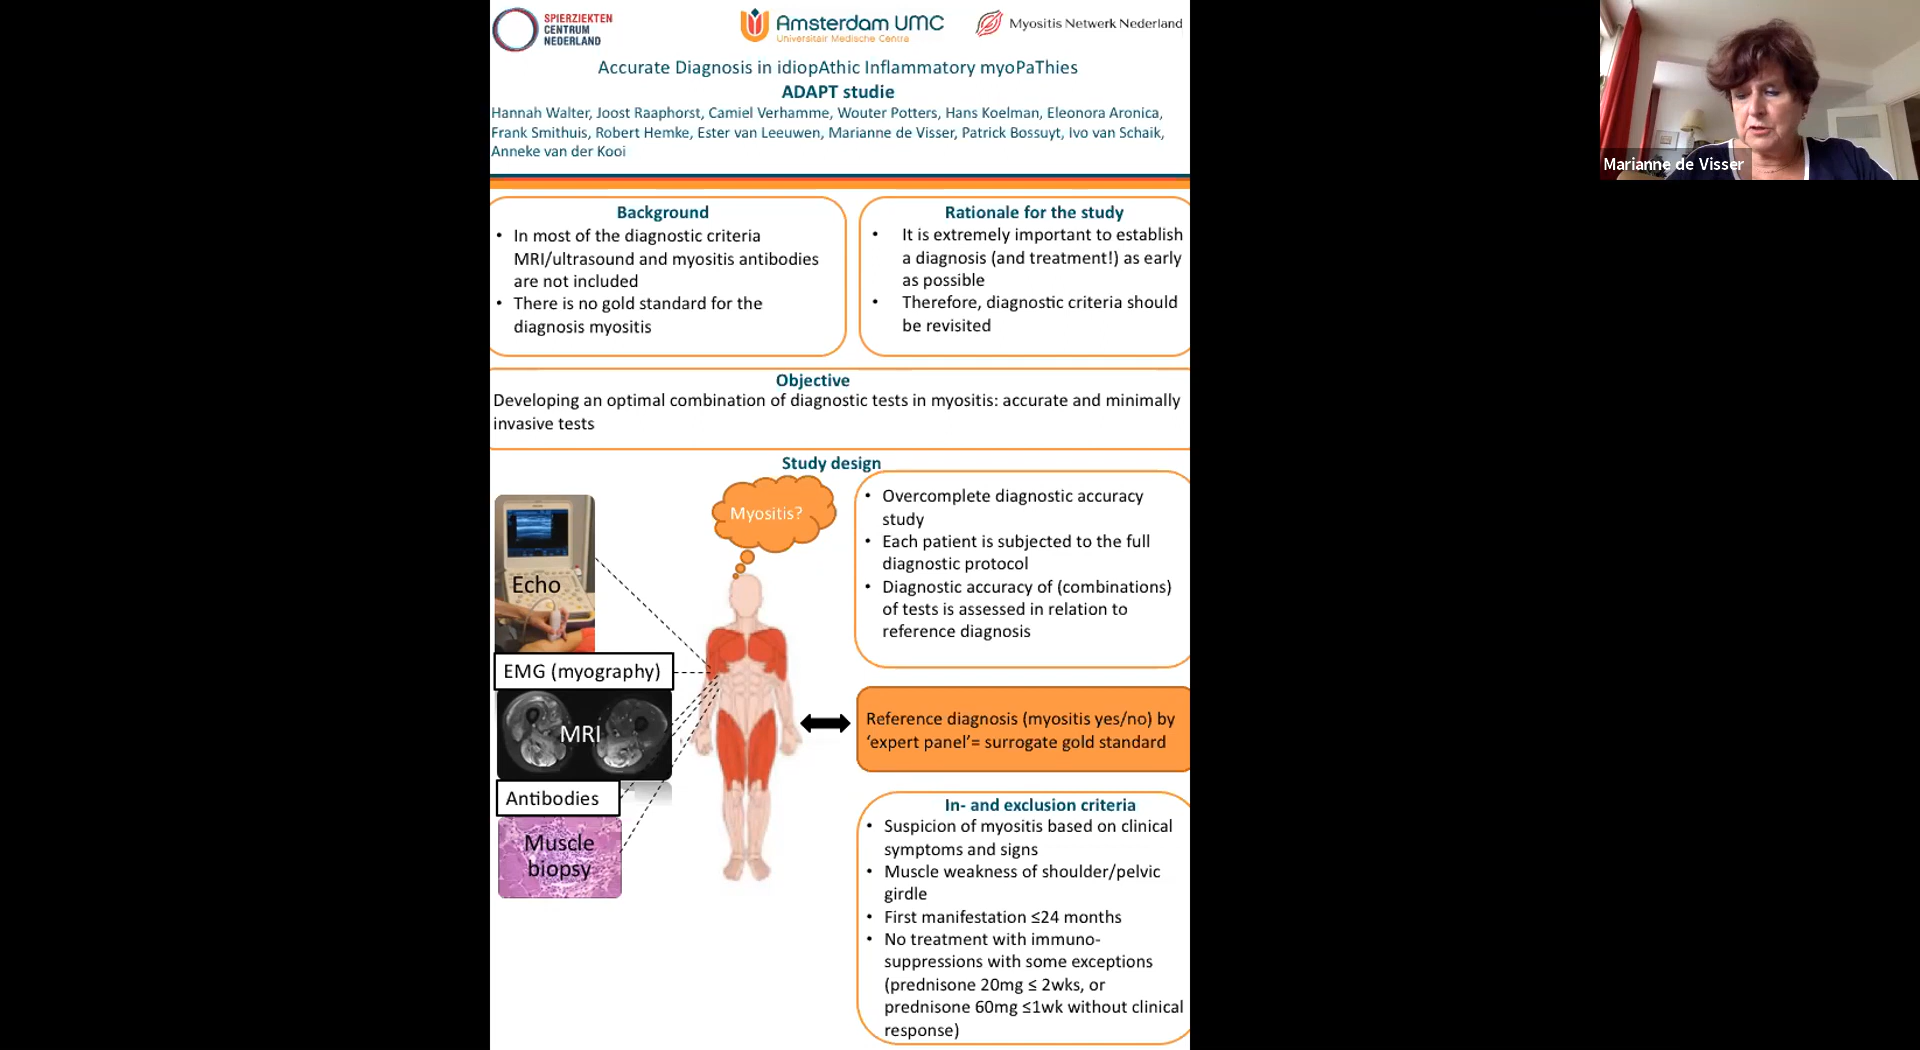 SPIERZIEKTEN
CENTRUM
NEDERLAND
Amsterdam UMC
Universitair Medische Centra
Myositis Netwerk Nederland
Accurate Diagnosis in idiopAthic Inflammatory myoPaThies
ADAPT studie
Hannah Walter, Joost Raaphorst, Camiel Verhamme, Wouter Potters, Hans Koelman, Eleonora Aronica,
Frank Smithuis, Robert Hemke, Ester van Leeuwen, Marianne de Visser, Patrick Bossuyt, Ivo van Schaik,
Anneke van der Kooi
Marianne de Visser
Background
• In most of the diagnostic criteria
MRI/ultrasound and myositis antibodies
are not included
• There is no gold standard for the
diagnosis myositis
Rationale for the study
• It is extremely important to establish
a diagnosis (and treatment!) as early
as possible
• Therefore, diagnostic criteria should
be revisited
Objective
Developing an optimal combination of diagnostic tests in myositis: accurate and minimally
invasive tests
Study design
Myositis?
Echo
EMG (myography)
MRI
Antibodies
Muscle
biopsy
• Overcomplete diagnostic accuracy
study
• Each patient is subjected to the full
diagnostic protocol
• Diagnostic accuracy of (combinations)
of tests is assessed in relation to
reference diagnosis
Reference diagnosis (myositis yes/no) by
‘expert panel’= surrogate gold standard
In- and exclusion criteria
• Suspicion of myositis based on clinical
symptoms and signs
• Muscle weakness of shoulder/pelvic
girdle
• First manifestation ≤24 months
• No treatment with immuno-
suppressions with some exceptions
(prednisone 20mg ≤ 2wks, or
prednisone 60mg ≤1wk without clinical
response)